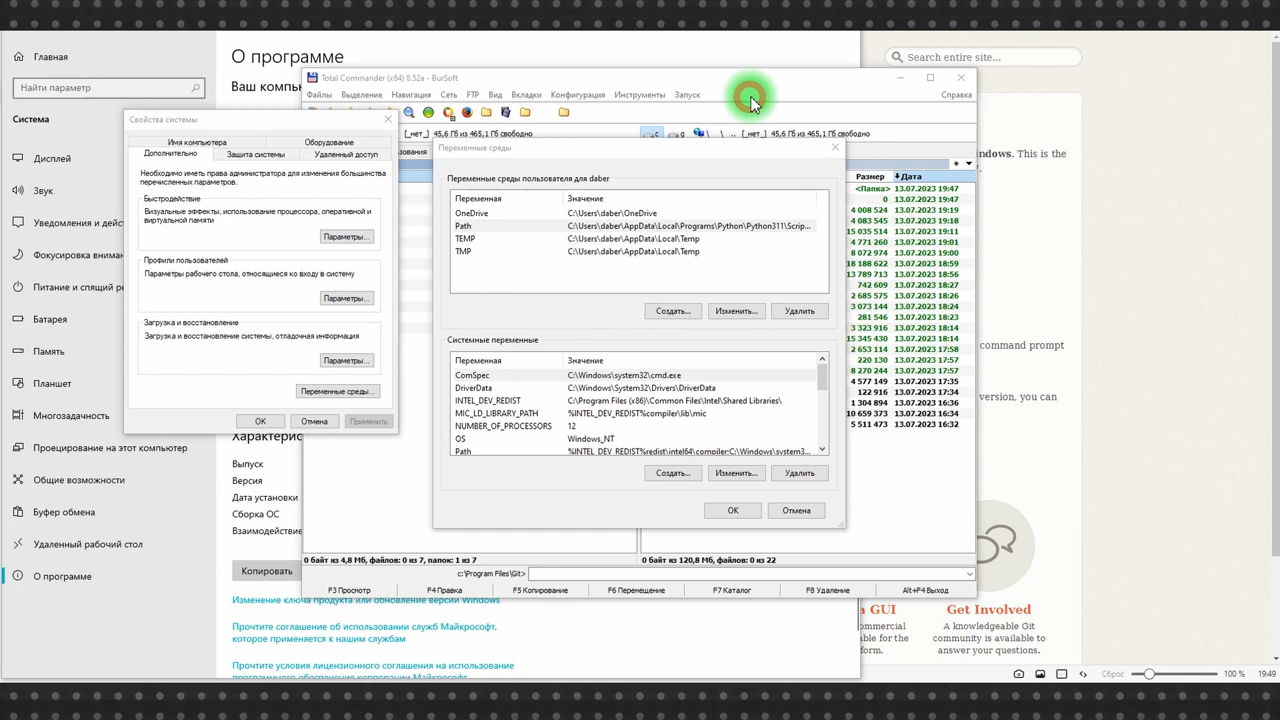 Главная
Найти параметр
Система
Дисплей
Звук
Уведомления и дейс
Фокусировка внима
Питание и спящий р
Батарея
Память
Планшет
Многозадачность
Проецирование на этот компьютер
Общие возможности
Буфер обмена
Удаленный рабочий стол
О программе
О программе
Ваш компь
Характерис
Выпуск
Версия
Дата установки
Сборка ОС
Взаимодействие
Копировать
Изменение ключа продукта или обновление версии Windows
Прочтите соглашение об использовании служб Майкрософт,
которое применяется к нашим службам
Прочтите условия лицензионного соглашения на использование
программного обеспечения корпорации Майкрософт
Свойства системы
Имя компьютера
Оборудование
Дополнительно
Защита системы
Удаленный доступ
Необходимо иметь права администратора для изменения большинства
перечисленных параметров.
Быстродействие
Визуальные эффекты, использование процессора, оперативной и
виртуальной памяти
Параметры...
Профили пользователей
Параметры рабочего стола, относящиеся ко входу в систему
Параметры...
Загрузка и восстановление
Загрузка и восстановление системы, отладочная информация
Параметры...
Переменные среды...
OK
Отмена
Применить
Total Commander (x64) 8.52a - BurSoft
Файлы Выделение Навигация Сеть FTP Вид Вкладки Конфигурация Инструменты Запуск Справка
[_нет_] 45,6 Гб из 465,1 Гб свободно
c g \ .. [_нет_] 45,6 Гб из 465,1 Гб свободно
Размер Дата
<Папка> 13.07.2023 19:47
0 13.07.2023 19:47
4 008 524 13.07.2023 19:19
4 083 545 13.07.2023 19:18
15 035 511 13.07.2023 19:14
4 771 260 13.07.2023 19:01
8 072 974 13.07.2023 19:00
18 188 622 13.07.2023 18:59
13 789 713 13.07.2023 18:56
742 609 13.07.2023 18:27
2 685 575 13.07.2023 18:26
3 073 144 13.07.2023 18:24
281 546 13.07.2023 18:23
3 323 916 13.07.2023 18:14
15 345 430 13.07.2023 18:14
2 653 114 13.07.2023 17:58
220 130 13.07.2023 17:57
8 270 244 13.07.2023 17:57
4 577 149 13.07.2023 17:35
122 916 13.07.2023 17:34
1 304 894 13.07.2023 16:36
10 659 373 13.07.2023 16:34
5 511 473 13.07.2023 16:32
Переменные среды
Переменные среды пользователя для daber
Переменная Значение
OneDrive C:\Users\daber\OneDrive
Path C:\Users\daber\AppData\Local\Programs\Python\Python311\Scrip...
TEMP C:\Users\daber\AppData\Local\Temp
TMP C:\Users\daber\AppData\Local\Temp
Создать... Изменить... Удалить
Системные переменные
Переменная Значение
ComSpec C:\Windows\system32\cmd.exe
DriverData C:\Windows\System32\Drivers\DriverData
INTEL_DEV_REDIST C:\Program Files (x86)\Common Files\Intel\Shared Libraries\
MIC_LD_LIBRARY_PATH %INTEL_DEV_REDIST%compiler\lib\mic
NUMBER_OF_PROCESSORS 12
OS Windows_NT
Path %INTEL_DEV_REDIST%redist\intel64\compiler;C:\Windows\system3...
Создать... Изменить... Удалить
OK Отмена
0 байт из 4,8 Мб, файлы: 0 из 7, папок: 1 из 7
0 байт из 120,8 Мб, файлы: 0 из 22
c:\Program Files\Git>
F3 Просмотр F4 Правка F5 Копирование F6 Перемещение F7 Каталог F8 Удаление Alt+F4 Выход
Search entire site...
ndows. This is the
command prompt
version, you can
a GUI
mmercial
able for the
form.
Get Involved
A knowledgeable Git
community is available to
answer your questions.
Сброс 100 % 19:49